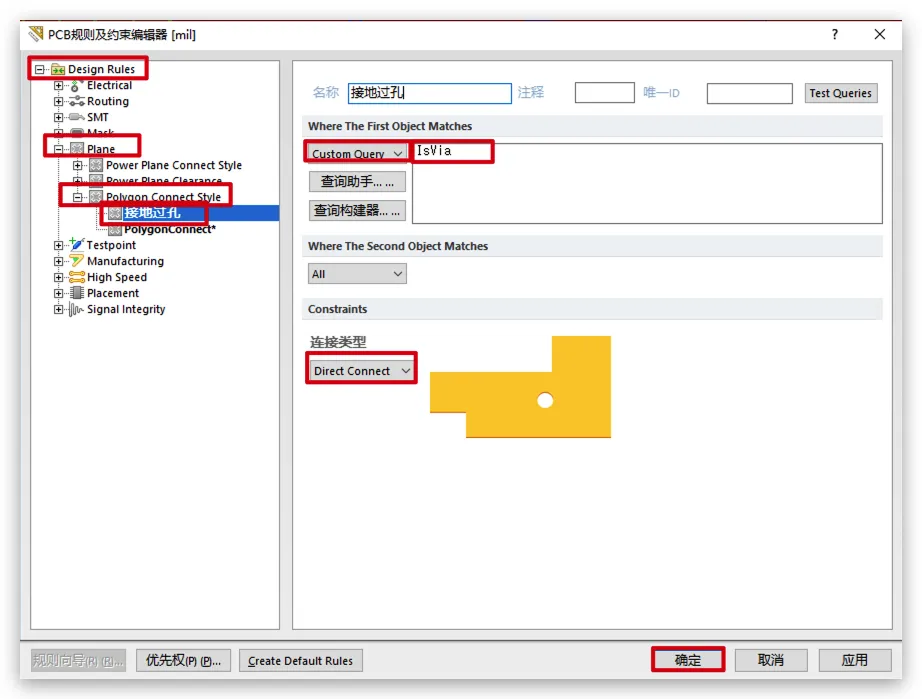 PCB规则及约束编辑器 [mil]
?
Design Rules
Electrical
Routing
SMT
Mask
Plane
Power Plane Connect Style
Power Plane Clearance
Polygon Connect Style
接地过孔
PolygonConnect*
Testpoint
Manufacturing
High Speed
Placement
Signal Integrity
名称 接地过孔 注释 唯一ID Test Queries
Where The First Object Matches
Custom Query IsVia
查询助手... ...
查询构建器... ...
Where The Second Object Matches
All
Constraints
连接类型
Direct Connect
规则向导(R) (R)... 优先权(P) (P)... Create Default Rules 确定 取消 应用